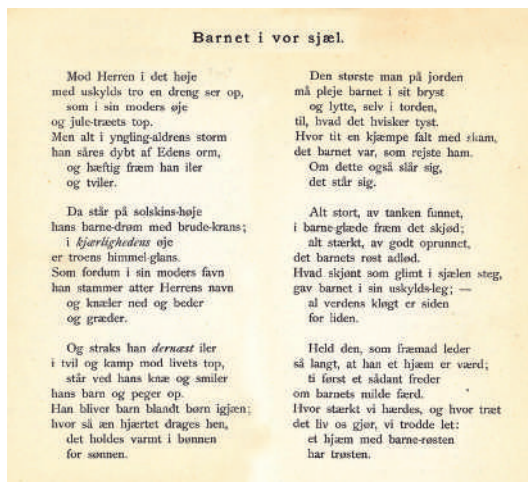 Barnet i vor sjæl.
Mod Herren i det høje
med uskylds tro en dreng ser op,
som i sin moders øje
og jule-træets top.
Men alt i yngling-aldrens storm
han såres dybt af Edens orm,
og hæftig fræm han iler
og tviler.
Da står på solskins-høje
hans barne-drøm med brude-krans;
i kjærlighedens øje
er troens himmel-glans.
Som fordum i sin moders favn
han stammer atter Herrens navn
og knæler ned og beder
og græder.
Og straks han dernæst iler
i tvil og kamp mod livets top,
står ved hans knæ og smiler
hans barn og peger op.
Han bliver barn blandt børn igjæn;
hvor så æn hjærtet drages hen,
det holdes varmt i bønnen
for sønnen.
Den største man på jorden
må pleje barnet i sit bryst
og lytte, selv i torden,
til, hvad det hvisker tyst.
Hvor tit en kjæmpe falt med skam,
det barnet var, som rejste ham.
Om dette også slår sig,
det står sig.
Alt stort, av tanken funnet,
i barne-glæde fræm det skjød;
alt stærkt, av godt oprunnet,
det barnets røst adlød.
Hvad skjønt som glimt i sjælen steg,
gav barnet i sin uskylds-leg; —
al verdens kløgt er siden
for liden.
Held den, som fræmad leder
så langt, at han et hjæm er værd;
ti først et sådant freder
om barnets milde færd.
Hvor stærkt vi hærdes, og hvor træt
det liv os gjør, vi trodde let:
et hjæm med barne-røsten
har trøsten.